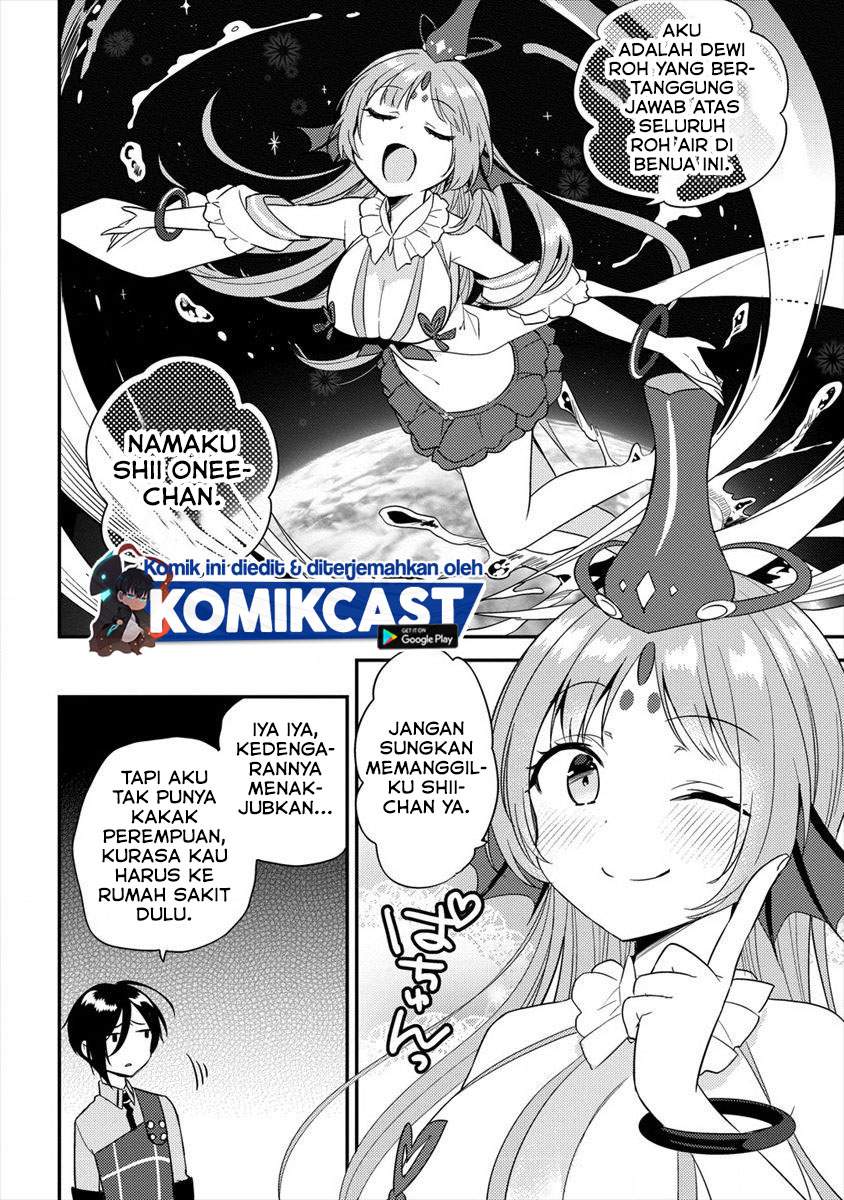 AKU
ADALAH DEWI
ROH YANG BER-
TANGGUNG
JAWAB ATAS
SELURUH
ROH AIR DI
BENUA INI.
NAMAKU
SHII ONEE-
CHAN.
Komik ini diedit & diterjemahkan oleh
KOMIKCAST
GET IT ON
Google Play
JANGAN
SUNGKAN
MEMANGGIL-
KU SHII-
CHAN YA.
IYA IYA,
KEDENGA-
RANNYA
MENAK-
JUBKAN...
TAPI AKU
TAK PUNYA
KAKAK
PEREMPUAN,
KURASA KAU
HARUS KE
RUMAH SAKIT
DULU.